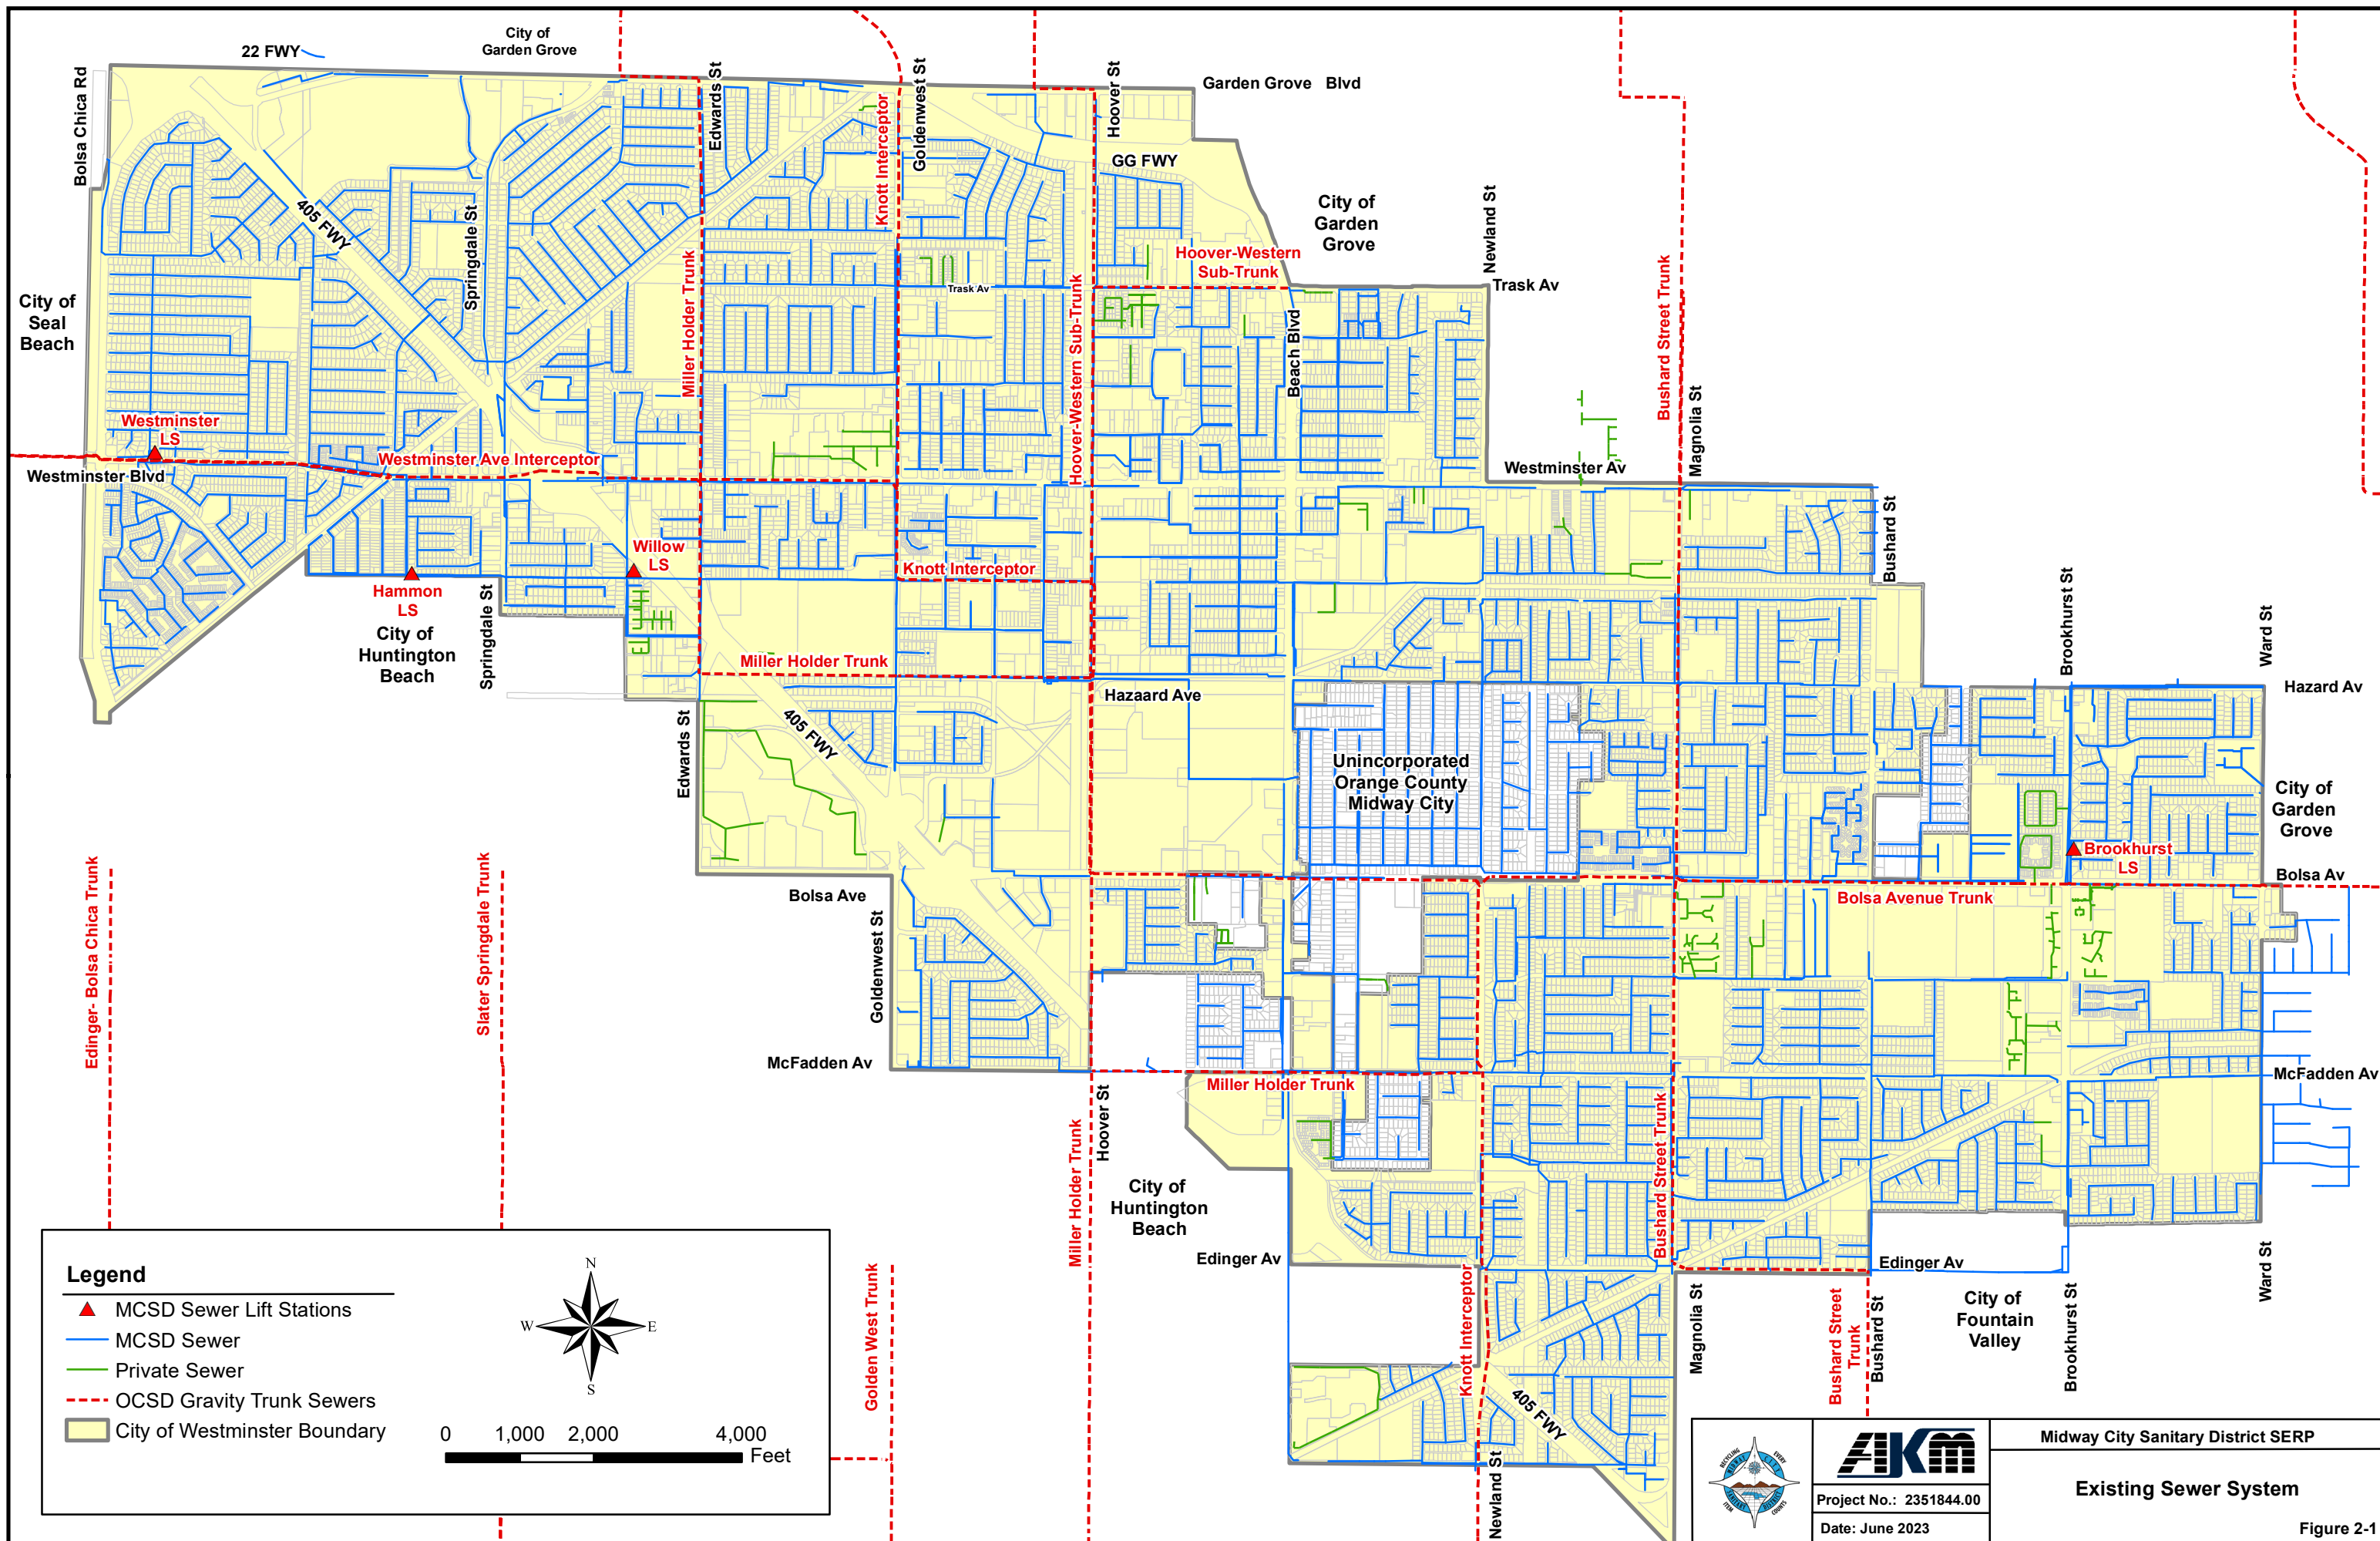 City of
Garden Grove
22 FWY
Bolsa Chica Rd
Edwards St
Knott Interceptor
Goldenwest St
Hoover St
Garden Grove Blvd
GG FWY
City of
Garden
Grove
Newland St
405 FWY
Springdale St
Miller Holder Trunk
Hoover-Western
Sub-Trunk
Trask Av
Trask Av
City of
Seal
Beach
Hoover-Western Sub-Trunk
Beach Blvd
Bushard Street Trunk
Magnolia St
Westminster
LS
Westminster Ave Interceptor
Westminster Blvd
Westminster Av
Bushard St
Willow
LS
Knott Interceptor
Hammon
LS
City of
Huntington
Beach
Springdale St
Brookhurst St
Ward St
Miller Holder Trunk
Hazaard Ave
Hazard Av
Edwards St
405 FWY
Unincorporated
Orange County
Midway City
City of
Garden
Grove
Brookhurst
LS
Bolsa Av
Bolsa Ave
Bolsa Avenue Trunk
Edinger- Bolsa Chica Trunk
Slater Springdale Trunk
Goldenwest St
McFadden Av
McFadden Av
Miller Holder Trunk
Hoover St
Miller Holder Trunk
Bushard Street Trunk
City of
Huntington
Beach
Edinger Av
Edinger Av
Ward St
Golden West Trunk
Knott Interceptor
Magnolia St
Bushard Street
Trunk
Bushard St
City of
Fountain
Valley
Brookhurst St
405 FWY
Newland St
Legend
MCSD Sewer Lift Stations
MCSD Sewer
Private Sewer
OCSD Gravity Trunk Sewers
City of Westminster Boundary
N
W
E
S
0 1,000 2,000 4,000
Feet
RECYCLING
EVERY
ITEM
COUNTS
MIDWAY CITY
SANITARY DISTRICT
AKM
Project No.: 2351844.00
Date: June 2023
Midway City Sanitary District SERP
Existing Sewer System
Figure 2-1